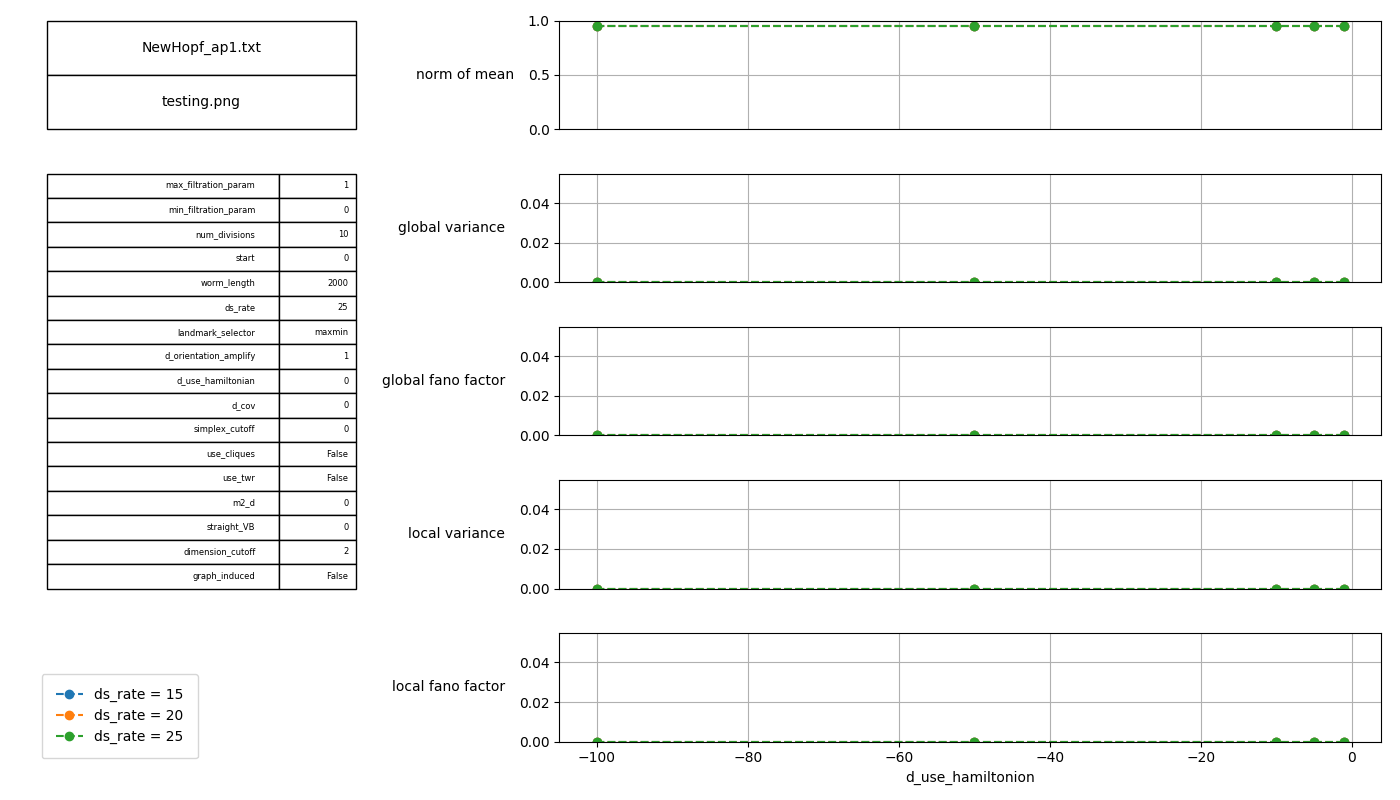 NewHopf_ap1.txt
testing.png
max_filtration_param 1
min_filtration_param 0
num_divisions 10
start 0
worm_length 2000
ds_rate 25
landmark_selector maxmin
d_orientation_amplify 1
d_use_hamiltonian 0
d_cov 0
simplex_cutoff 0
use_cliques False
use_twr False
m2_d 0
straight_VB 0
dimension_cutoff 2
graph_induced False
ds_rate = 15
ds_rate = 20
ds_rate = 25
norm of mean
1.0
0.5
0.0
global variance
0.04
0.02
0.00
global fano factor
0.04
0.02
0.00
local variance
0.04
0.02
0.00
local fano factor
0.04
0.02
0.00
−100 −80 −60 −40 −20 0
d_use_hamiltonion